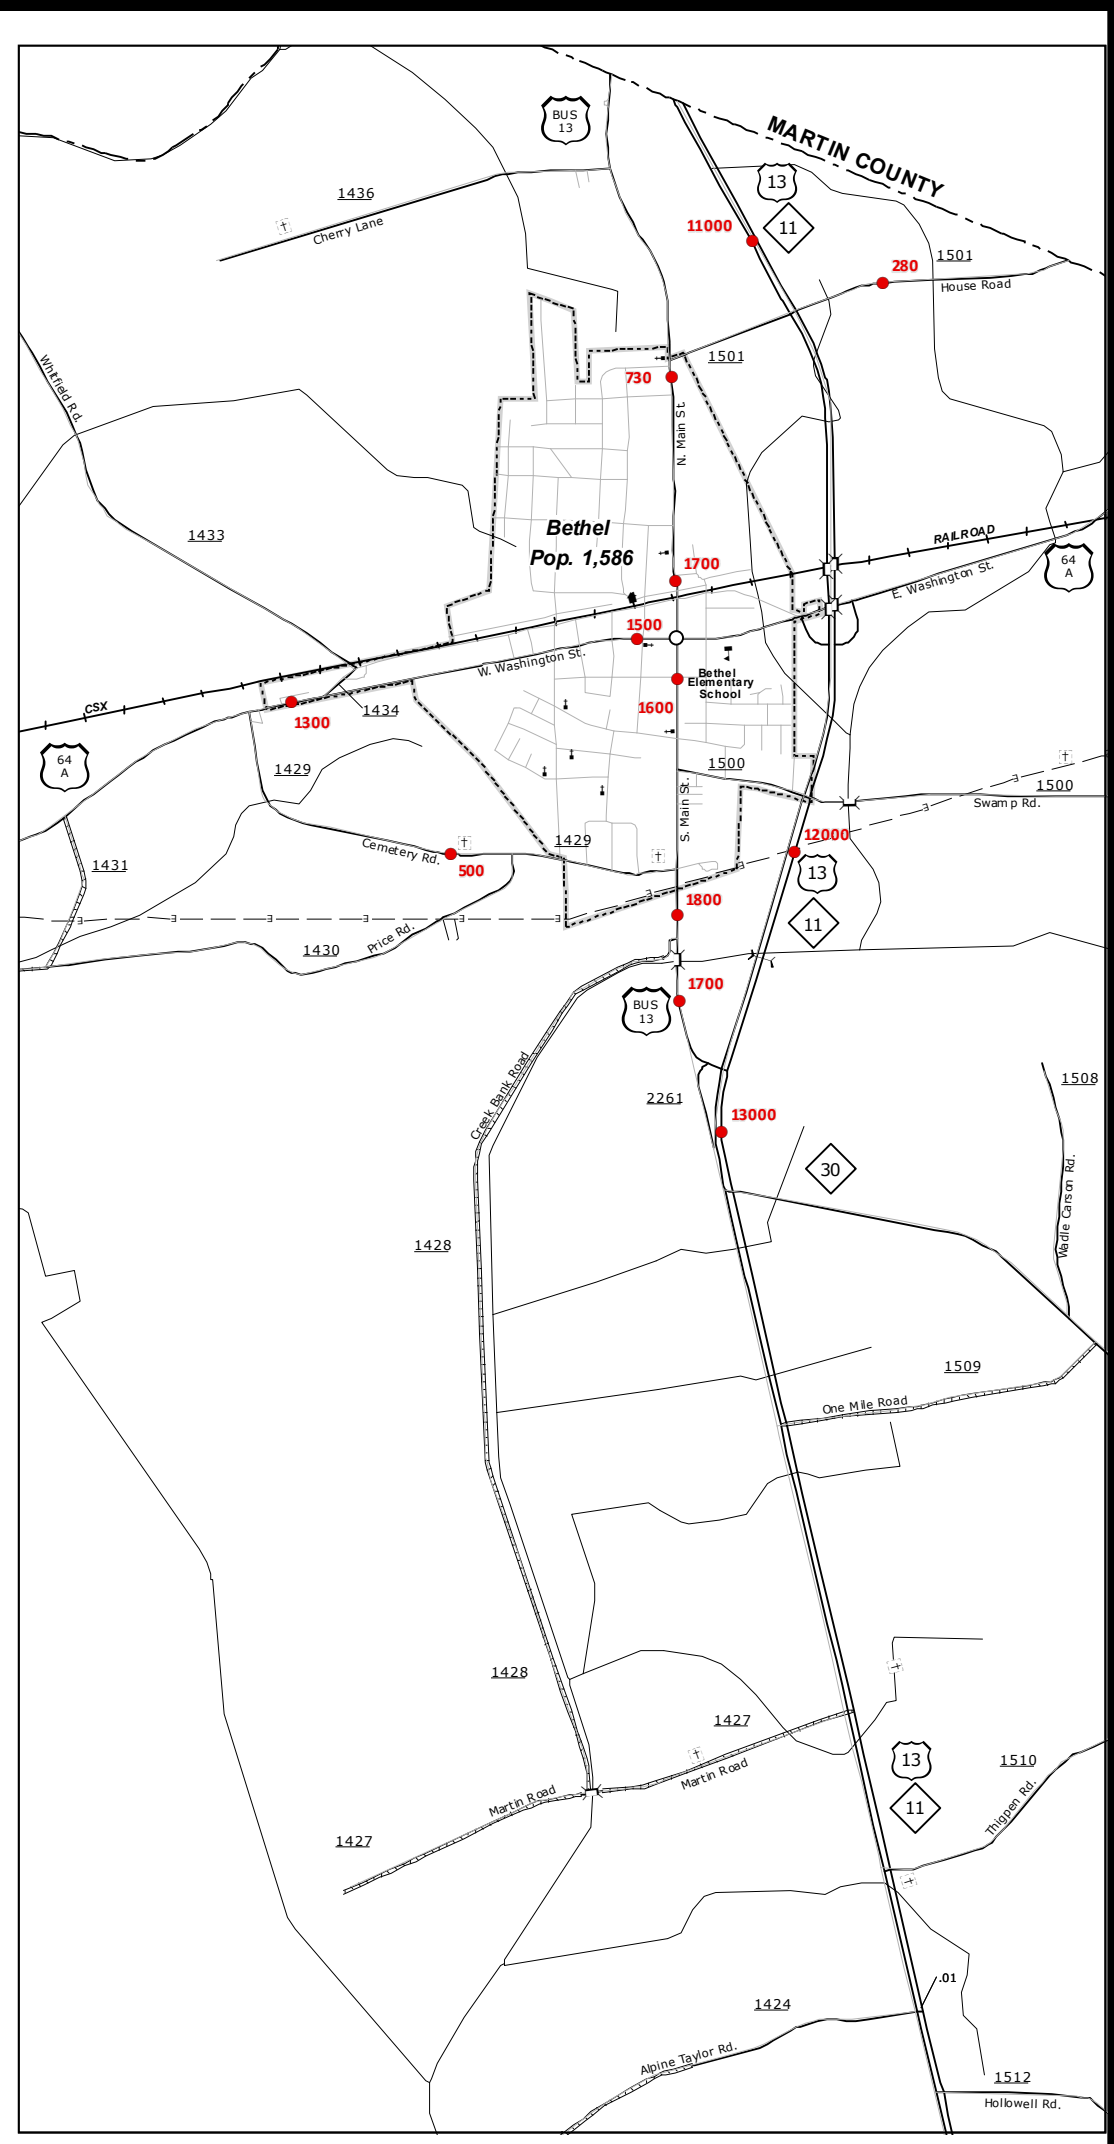 BUS
13
MARTIN COUNTY
13
11
1436
Cherry Lane
11000
280
1501
House Road
1501
730
N. Main St.
Whitfield Rd.
1433
Bethel
Pop. 1,586
RAILROAD
64
A
E. Washington St.
1700
1500
W. Washington St.
Bethel
Elementary
School
1600
CSX
1300
1434
64
A
1429
1500
1500
Swamp Rd.
S. Main St.
12000
13
11
1429
Cemetery Rd.
500
1431
1800
1430
Price Rd.
1700
BUS
13
Creek Bank Road
2261
13000
1508
Wadle Carson Rd.
30
1428
1509
One Mile Road
1428
1427
Martin Road
Martin Road
1427
13
11
1510
Thigpen Rd.
.01
1424
Alpine Taylor Rd.
1512
Hollowell Rd.